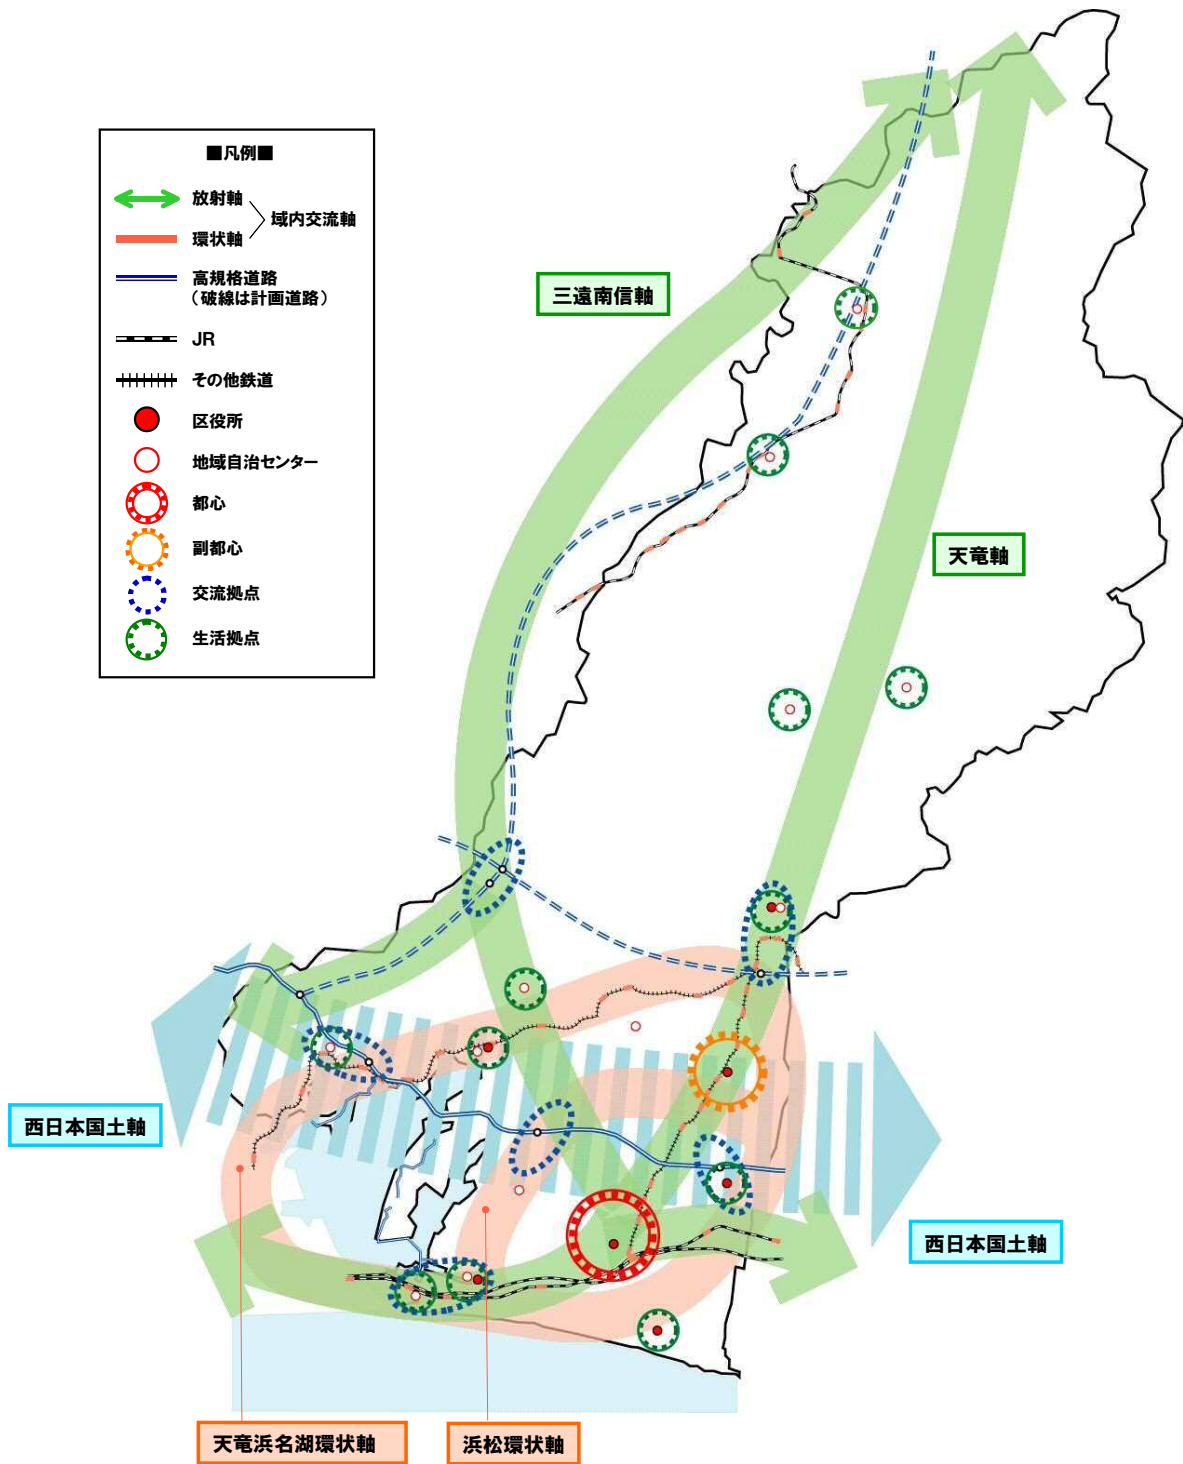 ■凡例■
放射軸
環状軸
域内交流軸
高規格道路
(破線は計画道路)
JR
その他鉄道
区役所
地域自治センター
都心
副都心
交流拠点
生活拠点
三遠南信軸
天竜軸
西日本国土軸
西日本国土軸
天竜浜名湖環状軸
浜松環状軸